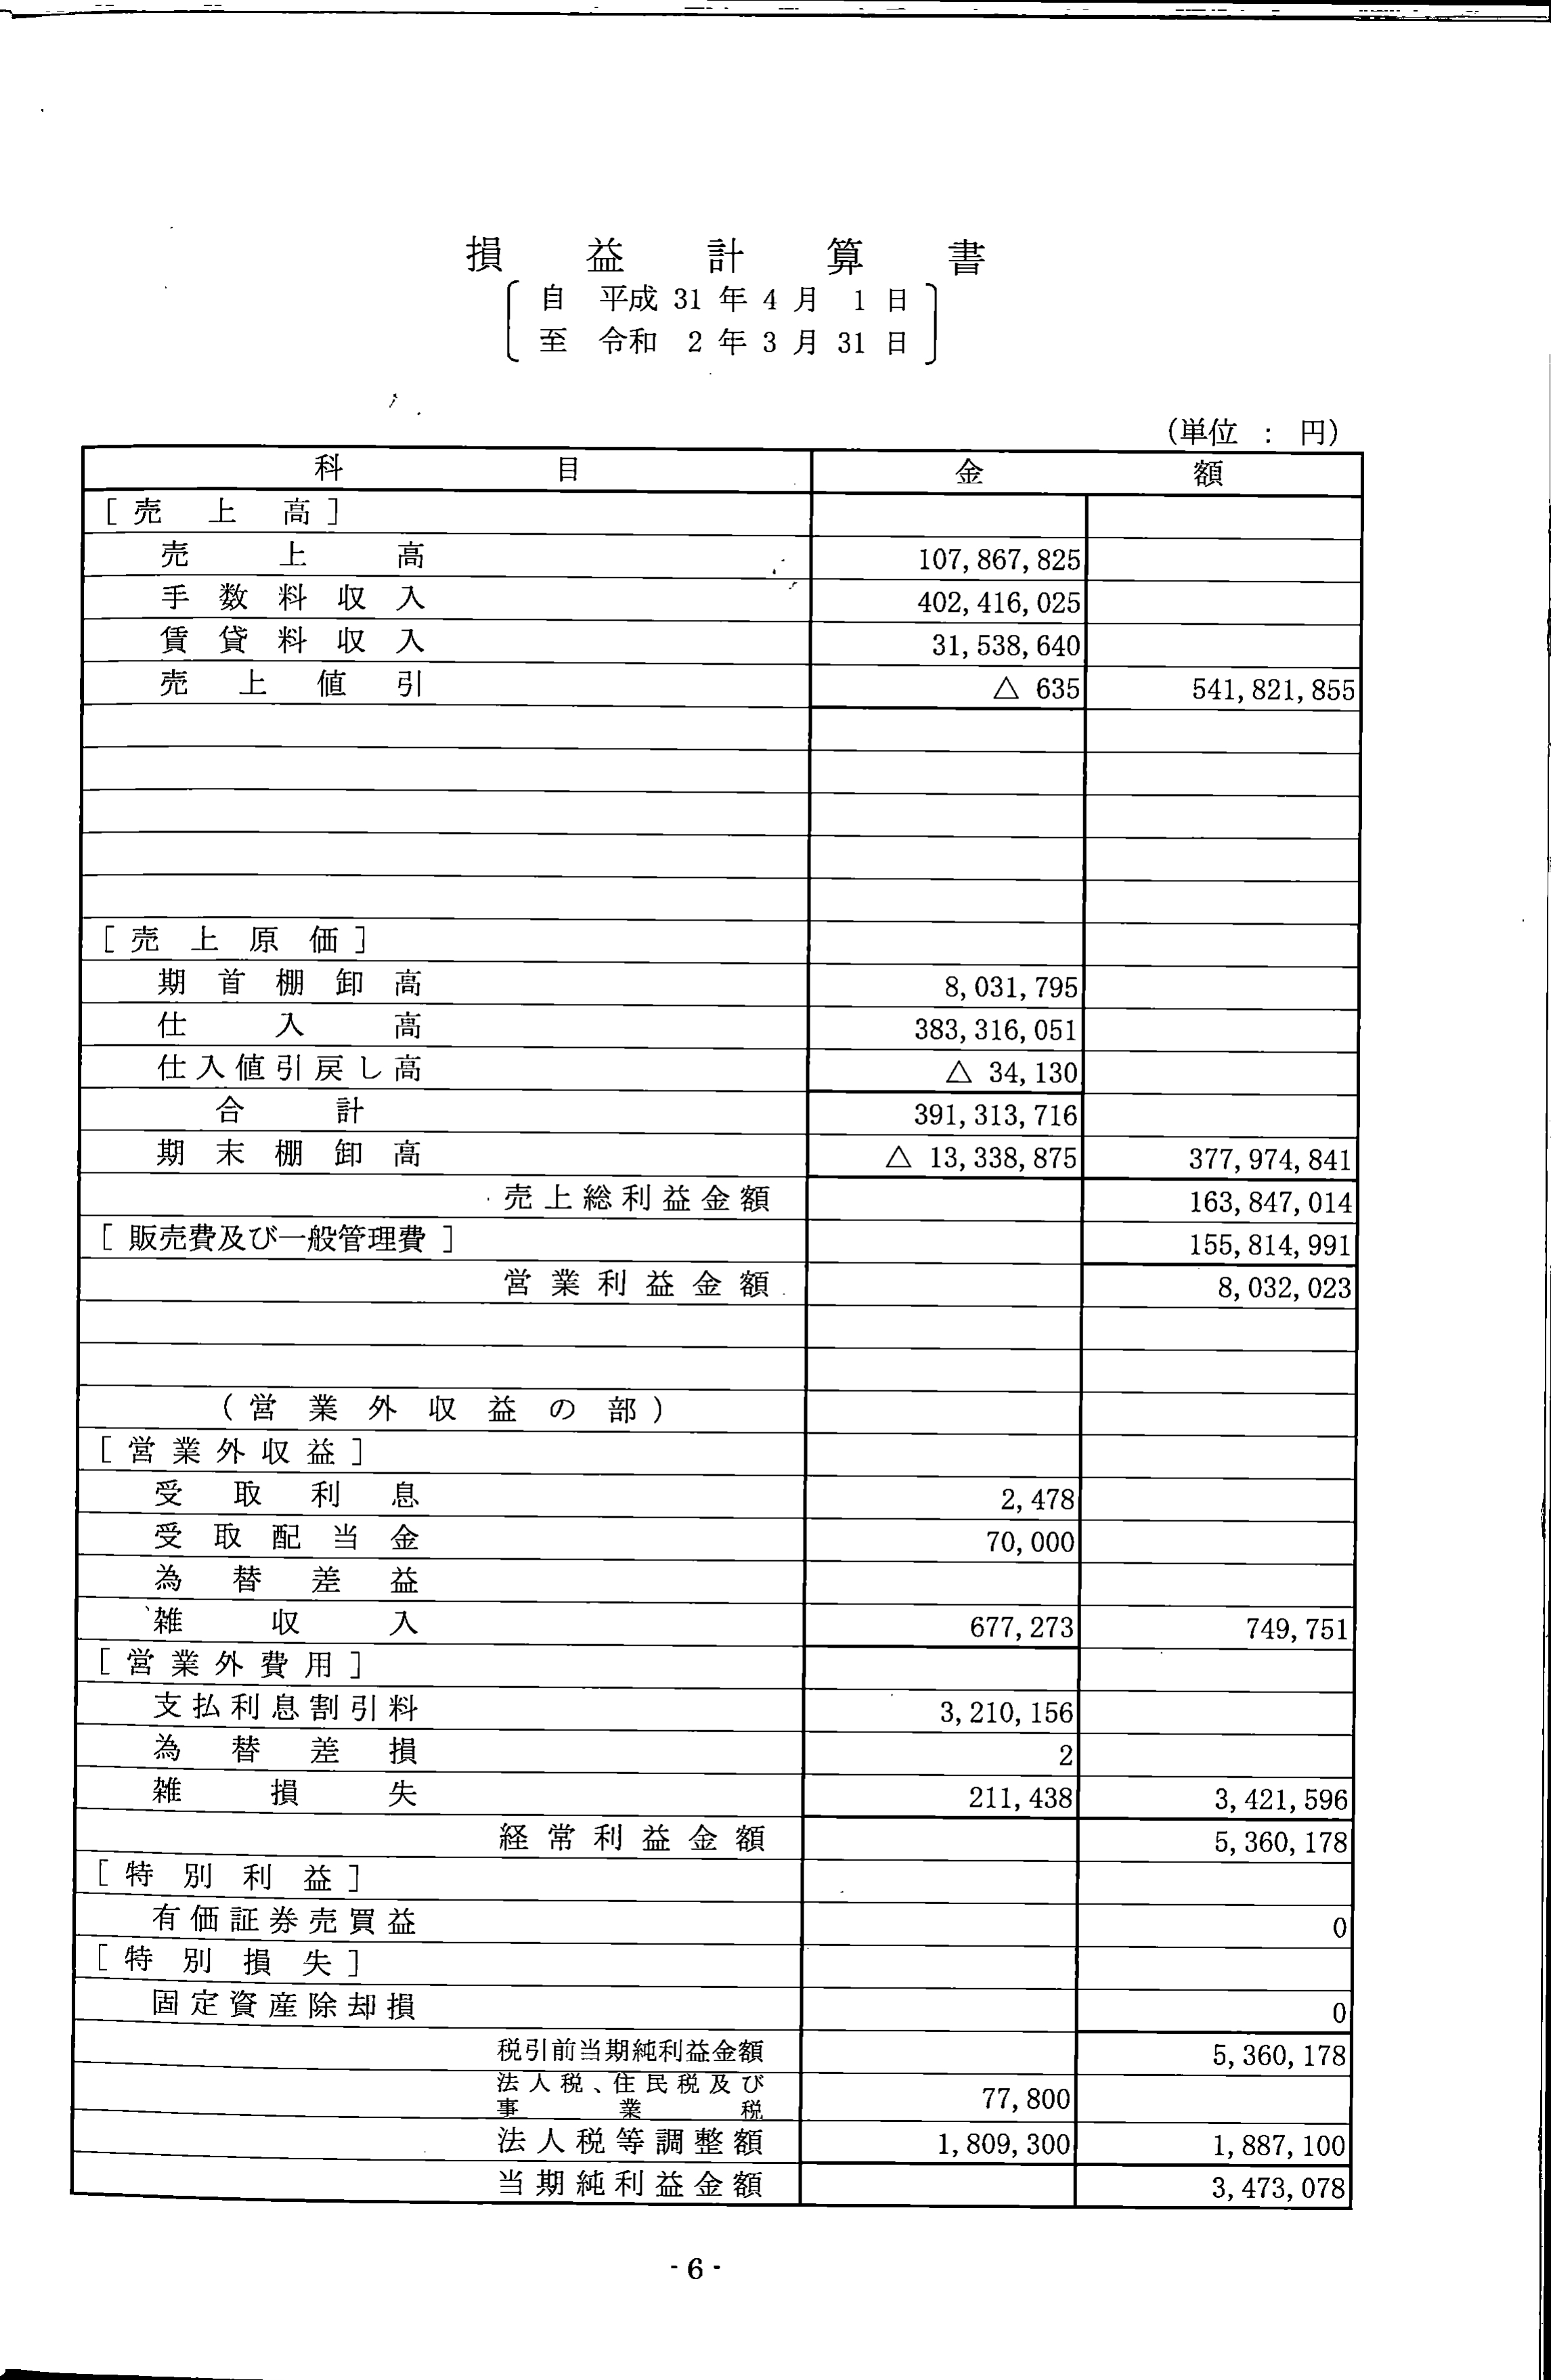 損益計算書
自 平成 31 年 4 月 1 日
至 令和 2 年 3 月 31 日
(単位 : 円)
科目 金額
[売上高]
売上高 107,867,825
手数料収入 402,416,025
賃貸料収入 31,538,640
売上値引 △ 635 541,821,855
[売上原価]
期首棚卸高 8,031,795
仕入高 383,316,051
仕入値引戻し高 △ 34,130
合計 391,313,716
期末棚卸高 △ 13,338,875 377,974,841
売上総利益金額 163,847,014
[販売費及び一般管理費] 155,814,991
営業利益金額 8,032,023
(営業外収益の部)
[営業外収益]
受取利息 2,478
受取配当金 70,000
為替差益
雑収入 677,273 749,751
[営業外費用]
支払利息割引料 3,210,156
為替差損 2
雑損失 211,438 3,421,596
経常利益金額 5,360,178
[特別利益]
有価証券売買益 0
[特別損失]
固定資産除却損 0
税引前当期純利益金額 5,360,178
法人税、住民税及び
事業税 77,800
法人税等調整額 1,809,300 1,887,100
当期純利益金額 3,473,078
- 6 -